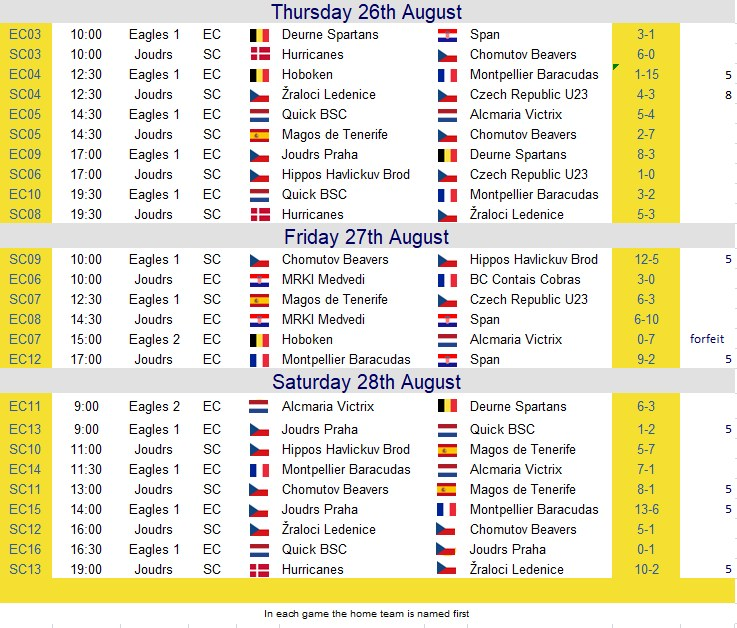 Thursday 26th August
EC03 10:00 Eagles 1 EC Deurne Spartans Span 3-1
SC03 10:00 Joudrs SC Hurricanes Chomutov Beavers 6-0
EC04 12:30 Eagles 1 EC Hoboken Montpellier Baracudas 1-15 5
SC04 12:30 Joudrs SC Žraloci Ledenice Czech Republic U23 4-3 8
EC05 14:30 Eagles 1 EC Quick BSC Alcmaria Victrix 5-4
SC05 14:30 Joudrs SC Magos de Tenerife Chomutov Beavers 2-7
EC09 17:00 Eagles 1 EC Joudrs Praha Deurne Spartans 8-3
SC06 17:00 Joudrs SC Hippos Havlickuv Brod Czech Republic U23 1-0
EC10 19:30 Eagles 1 EC Quick BSC Montpellier Baracudas 3-2
SC08 19:30 Joudrs SC Hurricanes Žraloci Ledenice 5-3
Friday 27th August
SC09 10:00 Eagles 1 SC Chomutov Beavers Hippos Havlickuv Brod 12-5 5
EC06 10:00 Joudrs EC MRKI Medvedi BC Contais Cobras 3-0
SC07 12:30 Eagles 1 SC Magos de Tenerife Czech Republic U23 6-3
EC08 14:30 Joudrs EC MRKI Medvedi Span 6-10
EC07 15:00 Eagles 2 EC Hoboken Alcmaria Victrix 0-7 forfeit
EC12 17:00 Joudrs EC Montpellier Baracudas Span 9-2 5
Saturday 28th August
EC11 9:00 Eagles 2 EC Alcmaria Victrix Deurne Spartans 6-3
EC13 9:00 Eagles 1 EC Joudrs Praha Quick BSC 1-2 5
SC10 11:00 Joudrs SC Hippos Havlickuv Brod Magos de Tenerife 5-7
EC14 11:30 Eagles 1 EC Montpellier Baracudas Alcmaria Victrix 7-1
SC11 13:00 Joudrs SC Chomutov Beavers Magos de Tenerife 8-1 5
EC15 14:00 Eagles 1 EC Joudrs Praha Montpellier Baracudas 13-6 5
SC12 16:00 Joudrs SC Žraloci Ledenice Chomutov Beavers 5-1
EC16 16:30 Eagles 1 EC Quick BSC Joudrs Praha 0-1
SC13 19:00 Joudrs SC Hurricanes Žraloci Ledenice 10-2 5
In each game the home team is named first